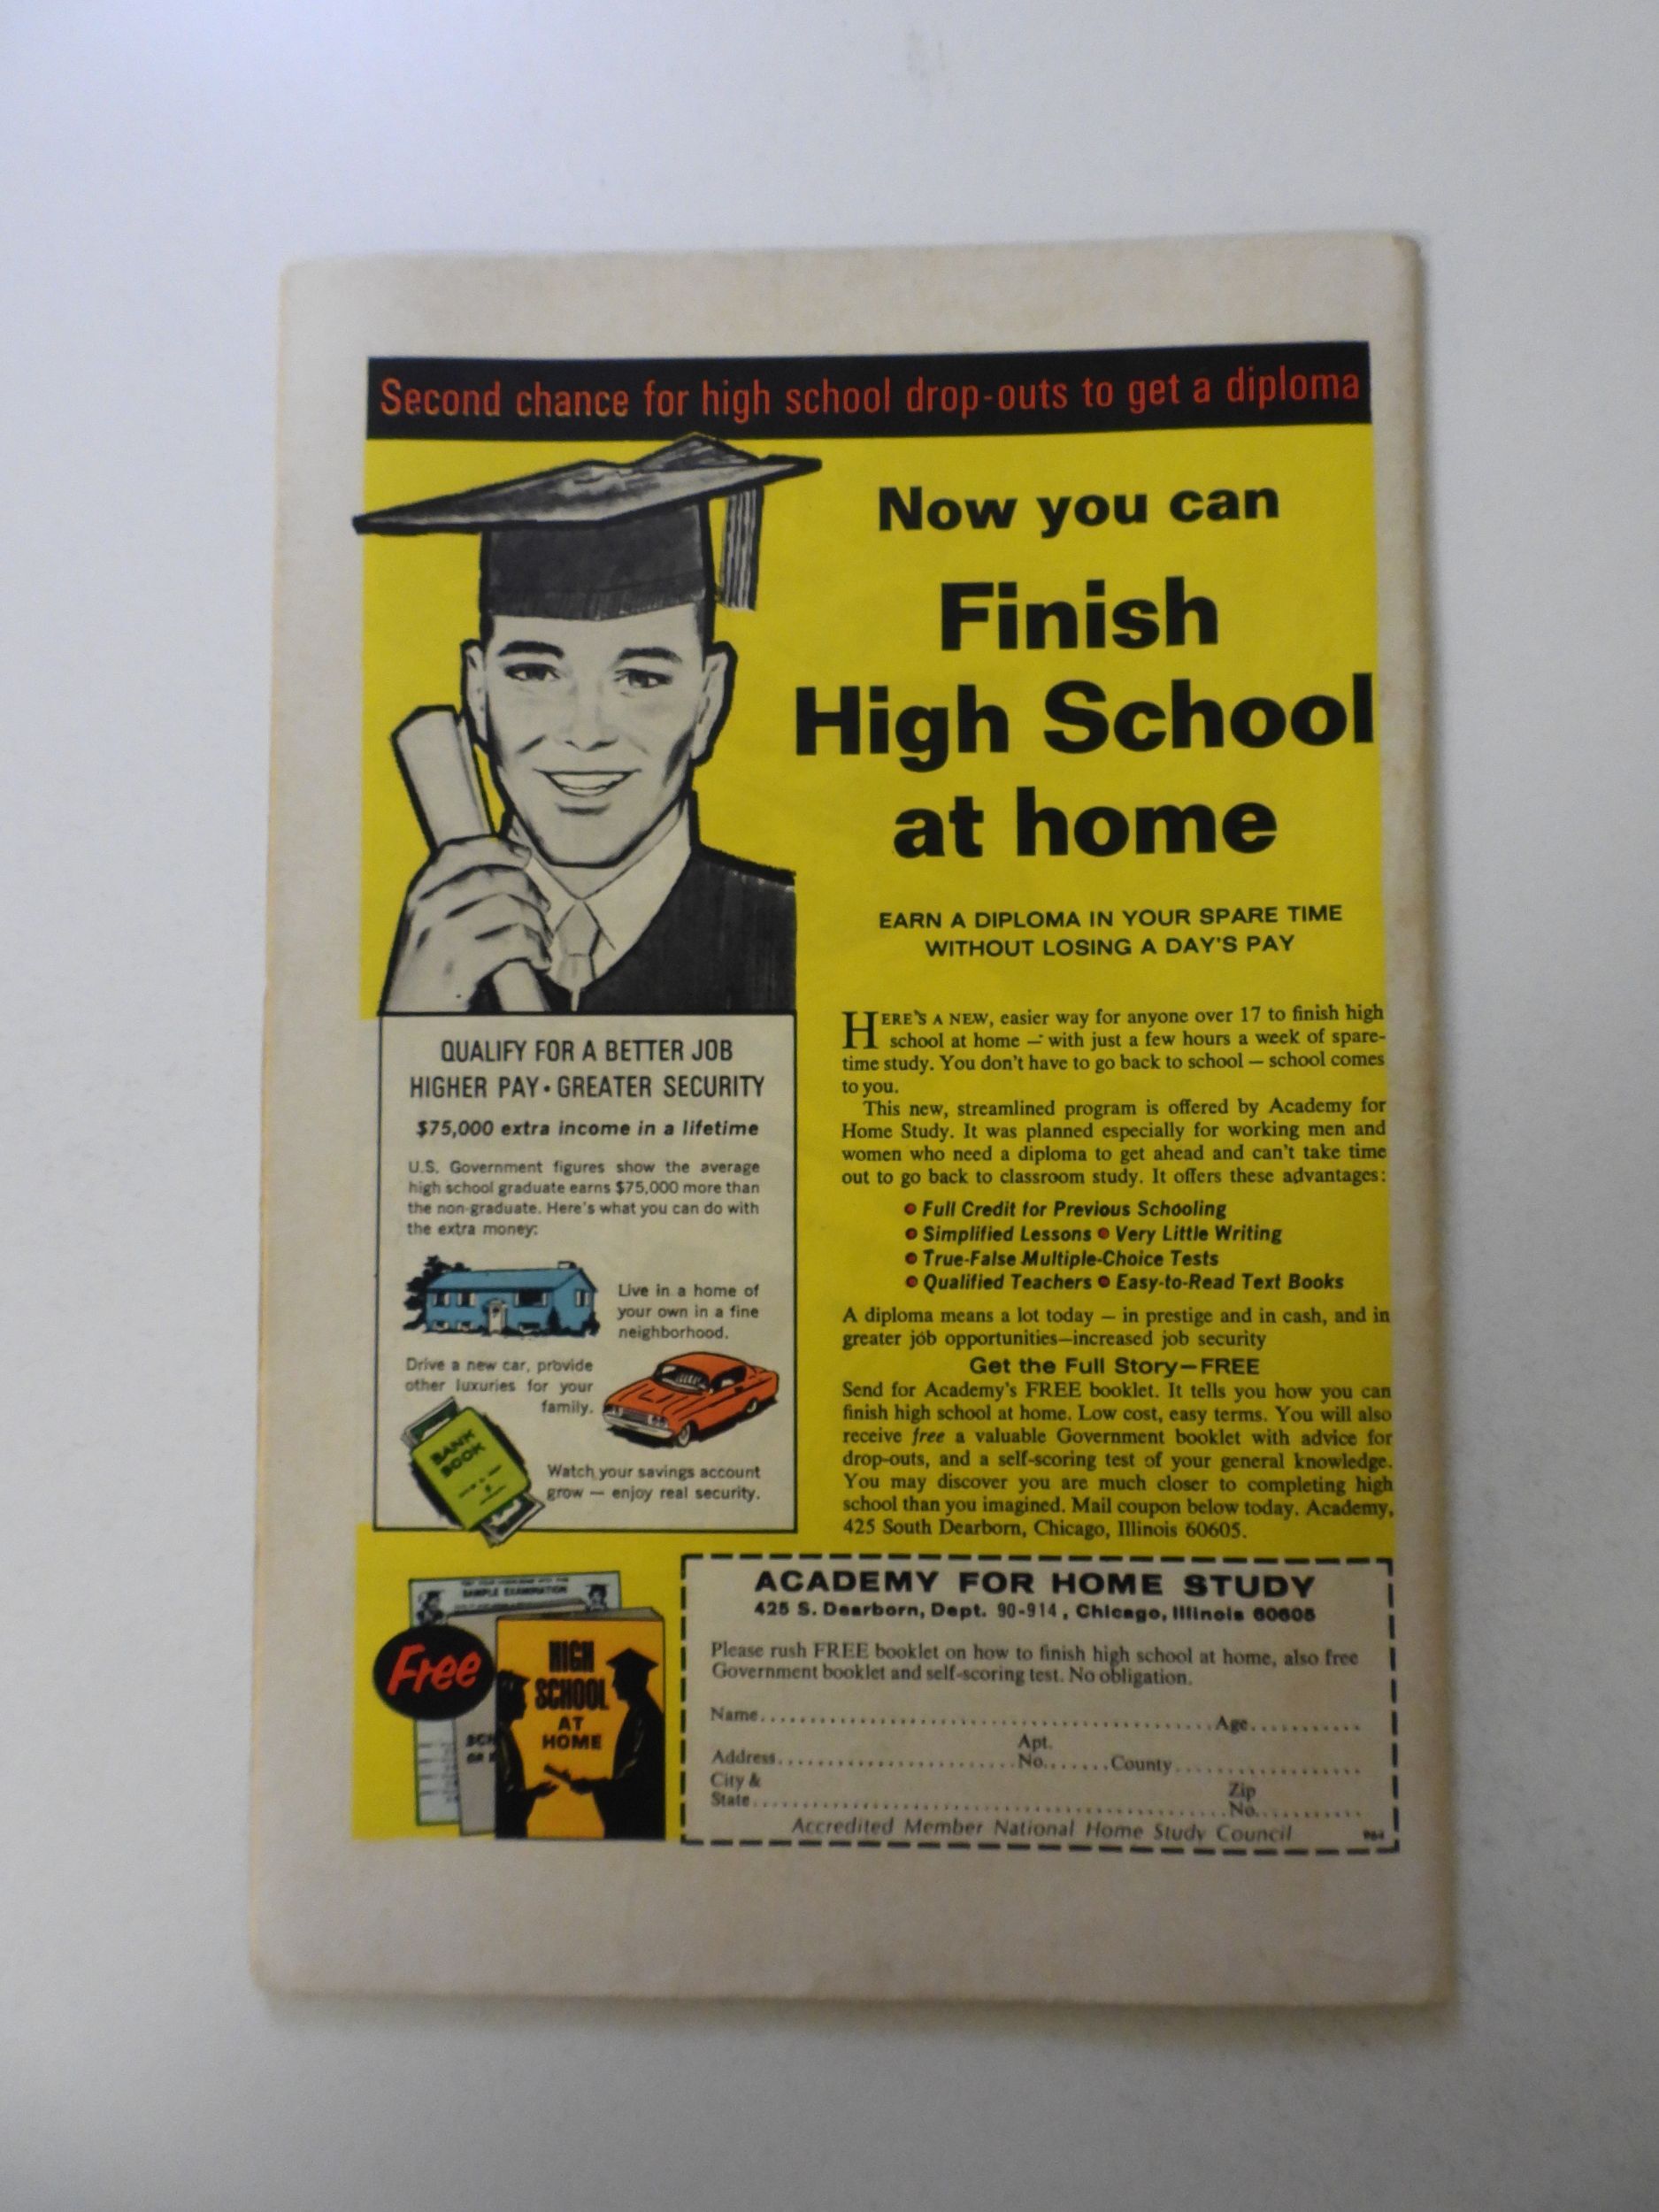 Second chance for high school drop-outs to get a diploma
Now you can
Finish
High School
at home
EARN A DIPLOMA IN YOUR SPARE TIME
WITHOUT LOSING A DAY'S PAY
HERE'S A NEW, easier way for anyone over 17 to finish high
school at home — with just a few hours a week of spare-
time study. You don't have to go back to school — school comes
to you.
This new, streamlined program is offered by Academy for
Home Study. It was planned especially for working men and
women who need a diploma to get ahead and can't take time
out to go back to classroom study. It offers these advantages:
• Full Credit for Previous Schooling
• Simplified Lessons • Very Little Writing
• True-False Multiple-Choice Tests
• Qualified Teachers • Easy-to-Read Text Books
A diploma means a lot today — in prestige and in cash, and in
greater job opportunities—increased job security
Get the Full Story—FREE
Send for Academy's FREE booklet. It tells you how you can
finish high school at home. Low cost, easy terms. You will also
receive free a valuable Government booklet with advice for
drop-outs, and a self-scoring test of your general knowledge.
You may discover you are much closer to completing high
school than you imagined. Mail coupon below today. Academy,
425 South Dearborn, Chicago, Illinois 60605.
QUALIFY FOR A BETTER JOB
HIGHER PAY • GREATER SECURITY
$75,000 extra income in a lifetime
U.S. Government figures show the average
high school graduate earns $75,000 more than
the non-graduate. Here's what you can do with
the extra money:
Live in a home of
your own in a fine
neighborhood.
Drive a new car, provide
other luxuries for your
family.
BANK
BOOK
Watch your savings account
grow — enjoy real security.
SAMPLE EXAMINATION
Free
HIGH
SCHOOL
AT
HOME
ACADEMY FOR HOME STUDY
425 S. Dearborn, Dept. 90-914, Chicago, Illinois 60605
Please rush FREE booklet on how to finish high school at home, also free
Government booklet and self-scoring test. No obligation.
Name Age
Apt.
Address No. County
City &
Zip
State No.
Accredited Member National Home Study Council